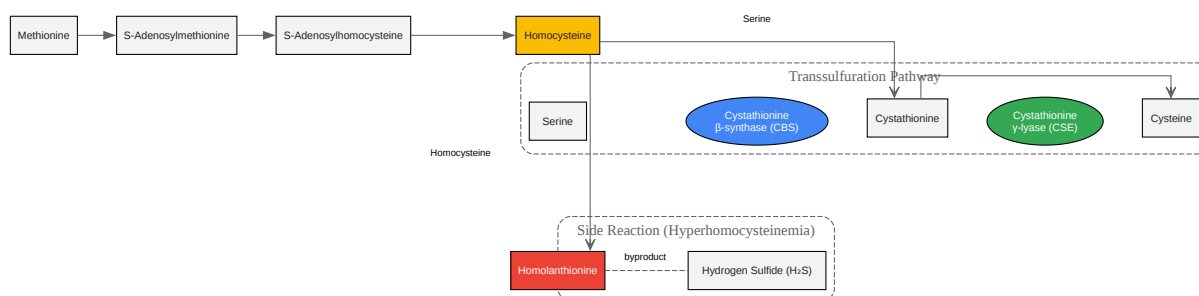 Serine
Methionine
S-Adenosylmethionine
S-Adenosylhomocysteine
Homocysteine
Transsulfuration Pathway
Serine
Cystathionine
β-synthase (CBS)
Cystathionine
Cystathionine
γ-lyase (CSE)
Cysteine
Homocysteine
Side Reaction (Hyperhomocysteinemia)
Homolanthionine
byproduct
Hydrogen Sulfide (H₂S)